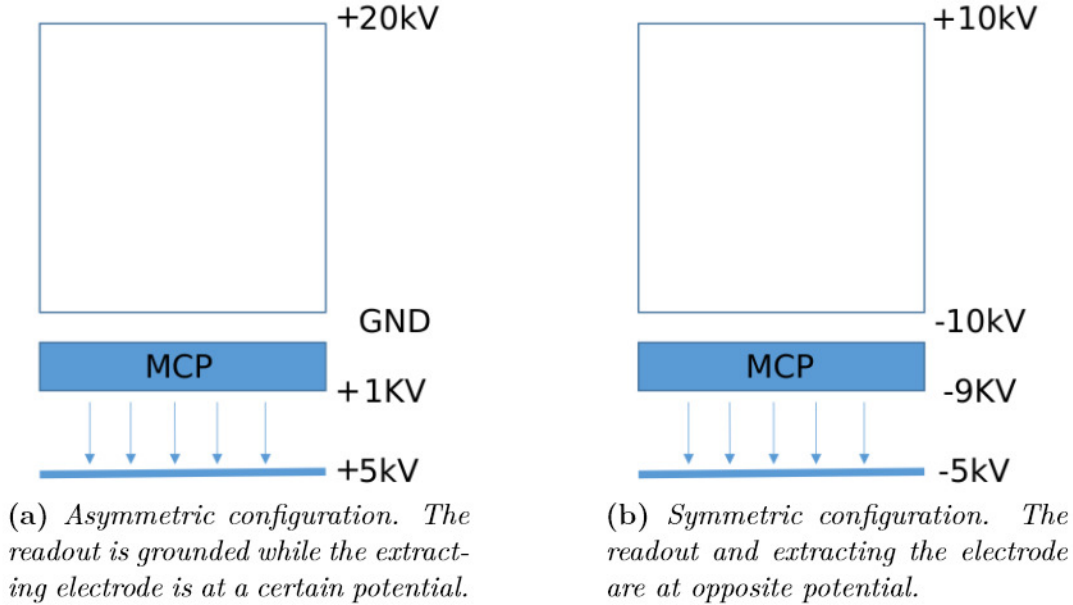 +20kV
GND
MCP
+1KV
+5kV
(a) Asymmetric configuration. The
readout is grounded while the extract-
ing electrode is at a certain potential.
+10kV
-10kV
MCP
-9KV
-5kV
(b) Symmetric configuration. The
readout and extracting the electrode
are at opposite potential.